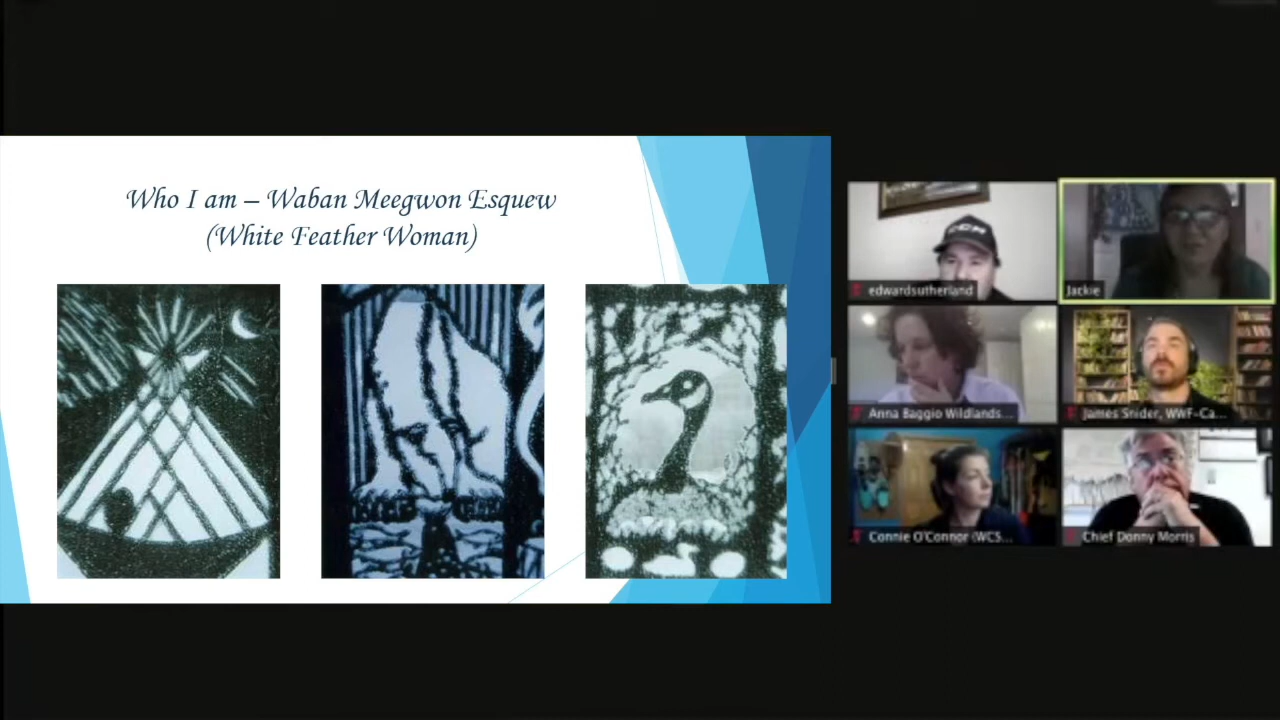 Who I am – Waban Meegwon Esquew
(White Feather Woman)
edwardsutherland
Jackie
Anna Baggio Wildlands...
James Snider, WWF-Ca...
Connie O'Connor (WCS...
Chief Donny Morris
CCM